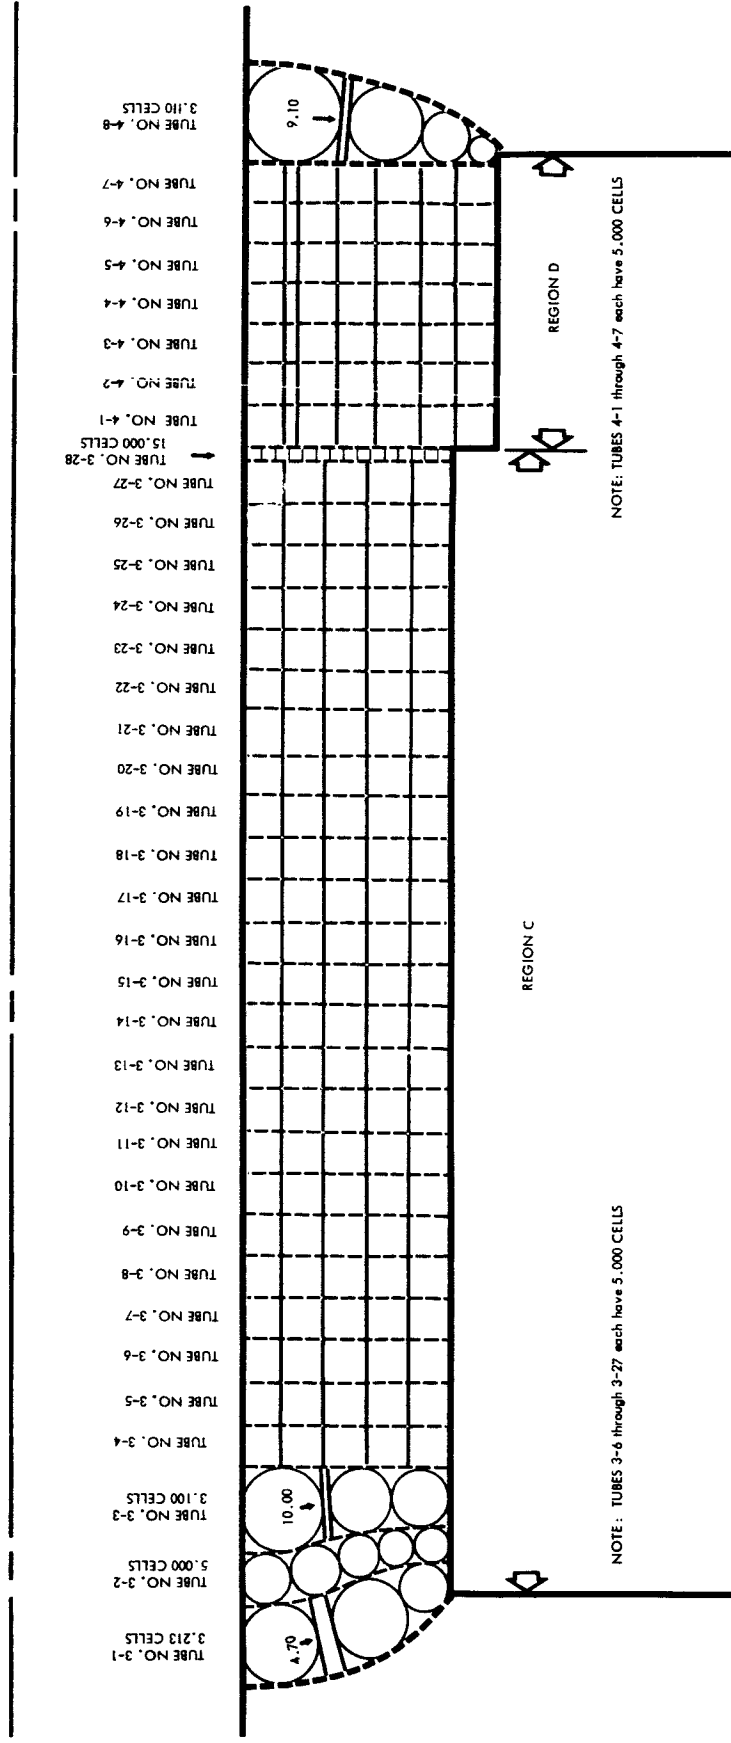 TUBE NO. 4-8
3.110 CELLS
9.10
TUBE NO. 4-7
TUBE NO. 4-6
TUBE NO. 4-5
TUBE NO. 4-4
TUBE NO. 4-3
TUBE NO. 4-2
TUBE NO. 4-1
TUBE NO. 3-28
15.000 CELLS
TUBE NO. 3-27
TUBE NO. 3-26
TUBE NO. 3-25
TUBE NO. 3-24
TUBE NO. 3-23
TUBE NO. 3-22
TUBE NO. 3-21
TUBE NO. 3-20
TUBE NO. 3-19
TUBE NO. 3-18
TUBE NO. 3-17
TUBE NO. 3-16
TUBE NO. 3-15
TUBE NO. 3-14
TUBE NO. 3-13
TUBE NO. 3-12
TUBE NO. 3-11
TUBE NO. 3-10
TUBE NO. 3-9
TUBE NO. 3-8
TUBE NO. 3-7
TUBE NO. 3-6
TUBE NO. 3-5
TUBE NO. 3-4
TUBE NO. 3-3
3.100 CELLS
10.00
TUBE NO. 3-2
5.000 CELLS
TUBE NO. 3-1
3.213 CELLS
4.70
REGION D
NOTE: TUBES 4-1 through 4-7 each have 5.000 CELLS
REGION C
NOTE: TUBES 3-6 through 3-27 each have 5.000 CELLS